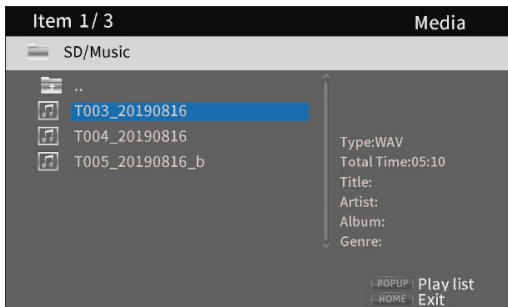 Item 1/3
Media
SD/Music
..
T003_20190816
T004_20190816
T005_20190816_b
Type:WAV
Total Time:05:10
Title:
Artist:
Album:
Genre:
POPUP Play list
HOME Exit